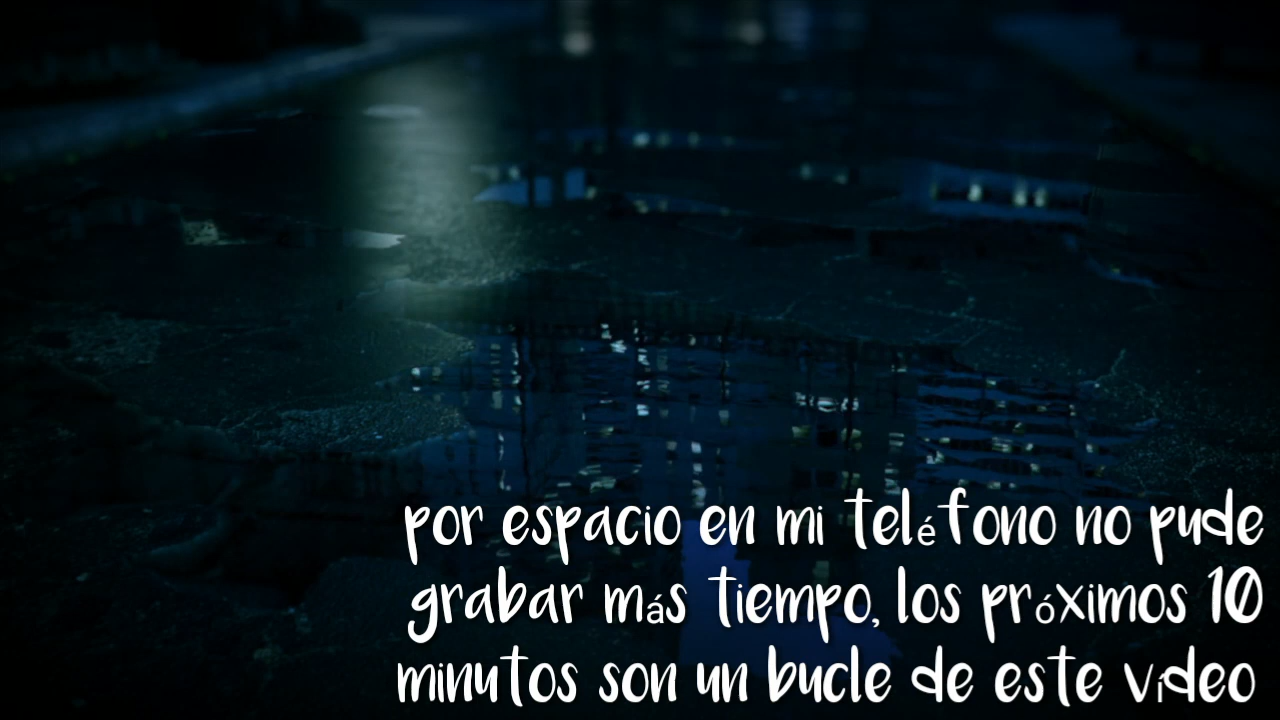 por espacio en mi teléfono no pude
grabar más tiempo, los próximos 10
minutos son un bucle de este vídeo